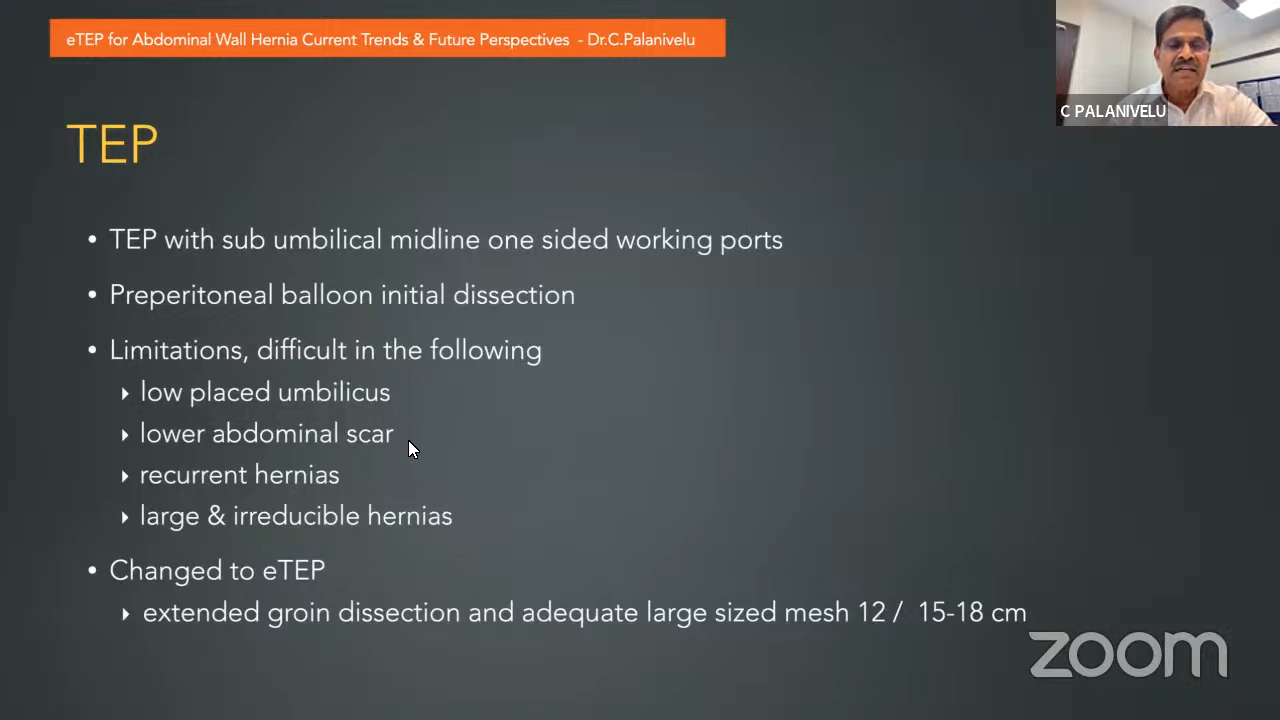 eTEP for Abdominal Wall Hernia Current Trends & Future Perspectives - Dr.C.Palanivelu
C PALANIVELU
TEP
• TEP with sub umbilical midline one sided working ports
• Preperitoneal balloon initial dissection
• Limitations, difficult in the following
low placed umbilicus
lower abdominal scar
recurrent hernias
large & irreducible hernias
• Changed to eTEP
extended groin dissection and adequate large sized mesh 12 / 15-18 cm
zoom